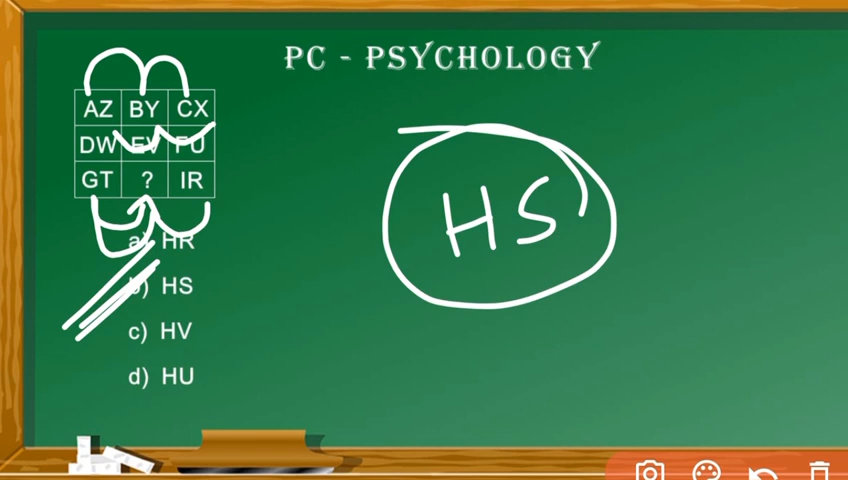 PC - PSYCHOLOGY
AZ BY CX
DW EV FU
GT ? IR
HS
a) HR
b) HS
c) HV
d) HU